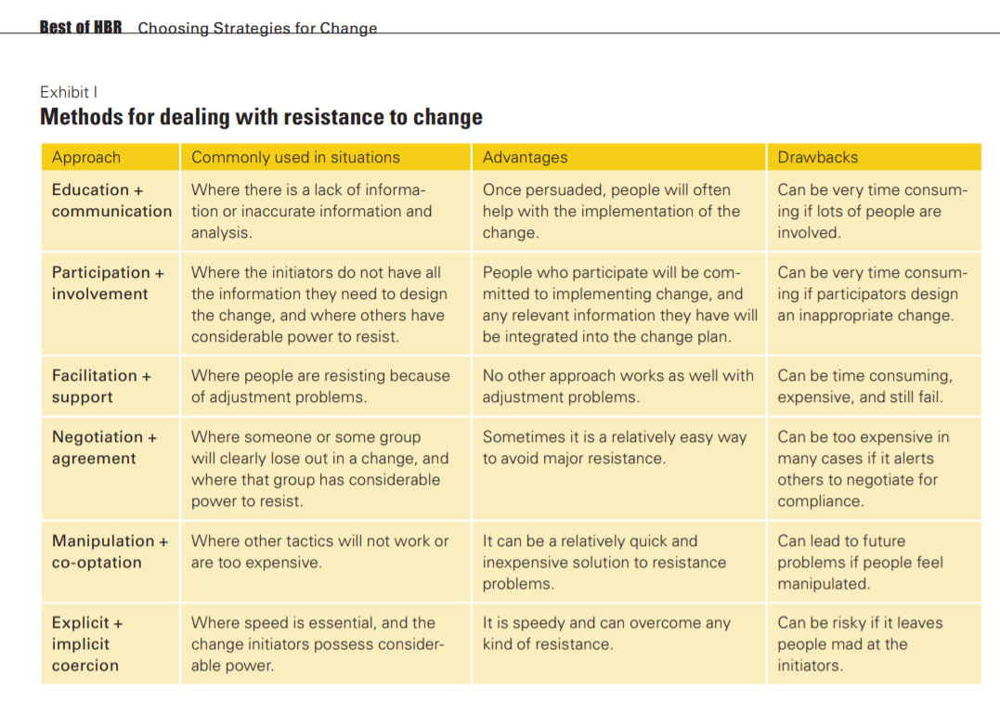 Best of HBR Choosing Strategies for Change
Exhibit I
Methods for dealing with resistance to change
Approach
Commonly used in situations
Advantages
Drawbacks
Education +
communication
Where there is a lack of informa-
tion or inaccurate information and
analysis.
Once persuaded, people will often
help with the implementation of the
change.
Can be very time consum-
ing if lots of people are
involved.
Participation +
involvement
Where the initiators do not have all
the information they need to design
the change, and where others have
considerable power to resist.
People who participate will be com-
mitted to implementing change, and
any relevant information they have will
be integrated into the change plan.
Can be very time consum-
ing if participators design
an inappropriate change.
Facilitation +
support
Where people are resisting because
of adjustment problems.
No other approach works as well with
adjustment problems.
Can be time consuming,
expensive, and still fail.
Negotiation +
agreement
Where someone or some group
will clearly lose out in a change, and
where that group has considerable
power to resist.
Sometimes it is a relatively easy way
to avoid major resistance.
Can be too expensive in
many cases if it alerts
others to negotiate for
compliance.
Manipulation +
co-optation
Where other tactics will not work or
are too expensive.
It can be a relatively quick and
inexpensive solution to resistance
problems.
Can lead to future
problems if people feel
manipulated.
Explicit +
implicit
coercion
Where speed is essential, and the
change initiators possess consider-
able power.
It is speedy and can overcome any
kind of resistance.
Can be risky if it leaves
people mad at the
initiators.